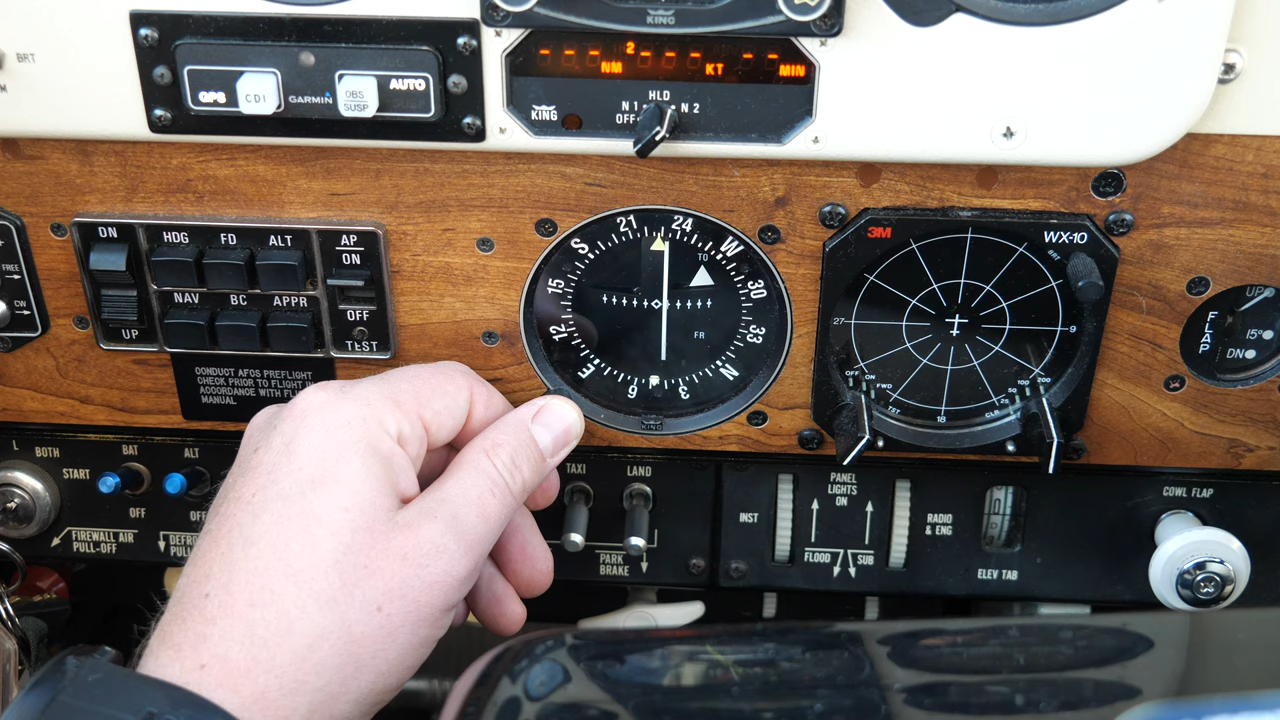 KING
BRT
M
GPS
CDI
GARMIN
OBS
SUSP
AUTO
2
NM
KT
MIN
HLD
N 1
N 2
OFF
KING
ON
UP
HDG
FD
ALT
NAV
BC
APPR
AP
ON
OFF
TEST
CONDUCT AFCS PREFLIGHT
CHECK PRIOR TO FLIGHT IN
ACCORDANCE WITH FLIGHT
MANUAL
FREE
CW
21
24
W
30
33
N
3
6
E
12
15
S
TO
FR
KING
3M
WX-10
BRT
27
9
18
OFF
ON
FWD
TST
CLR
25
50
100
200
FLAP
UP
15°
DN
L
BOTH
START
BAT
OFF
ALT
OFF
FIREWALL AIR
PULL-OFF
DEFRO
PULL
TAXI
LAND
PARK
BRAKE
INST
PANEL
LIGHTS
ON
FLOOD
SUB
RADIO
& ENG
ELEV TAB
COWL FLAP